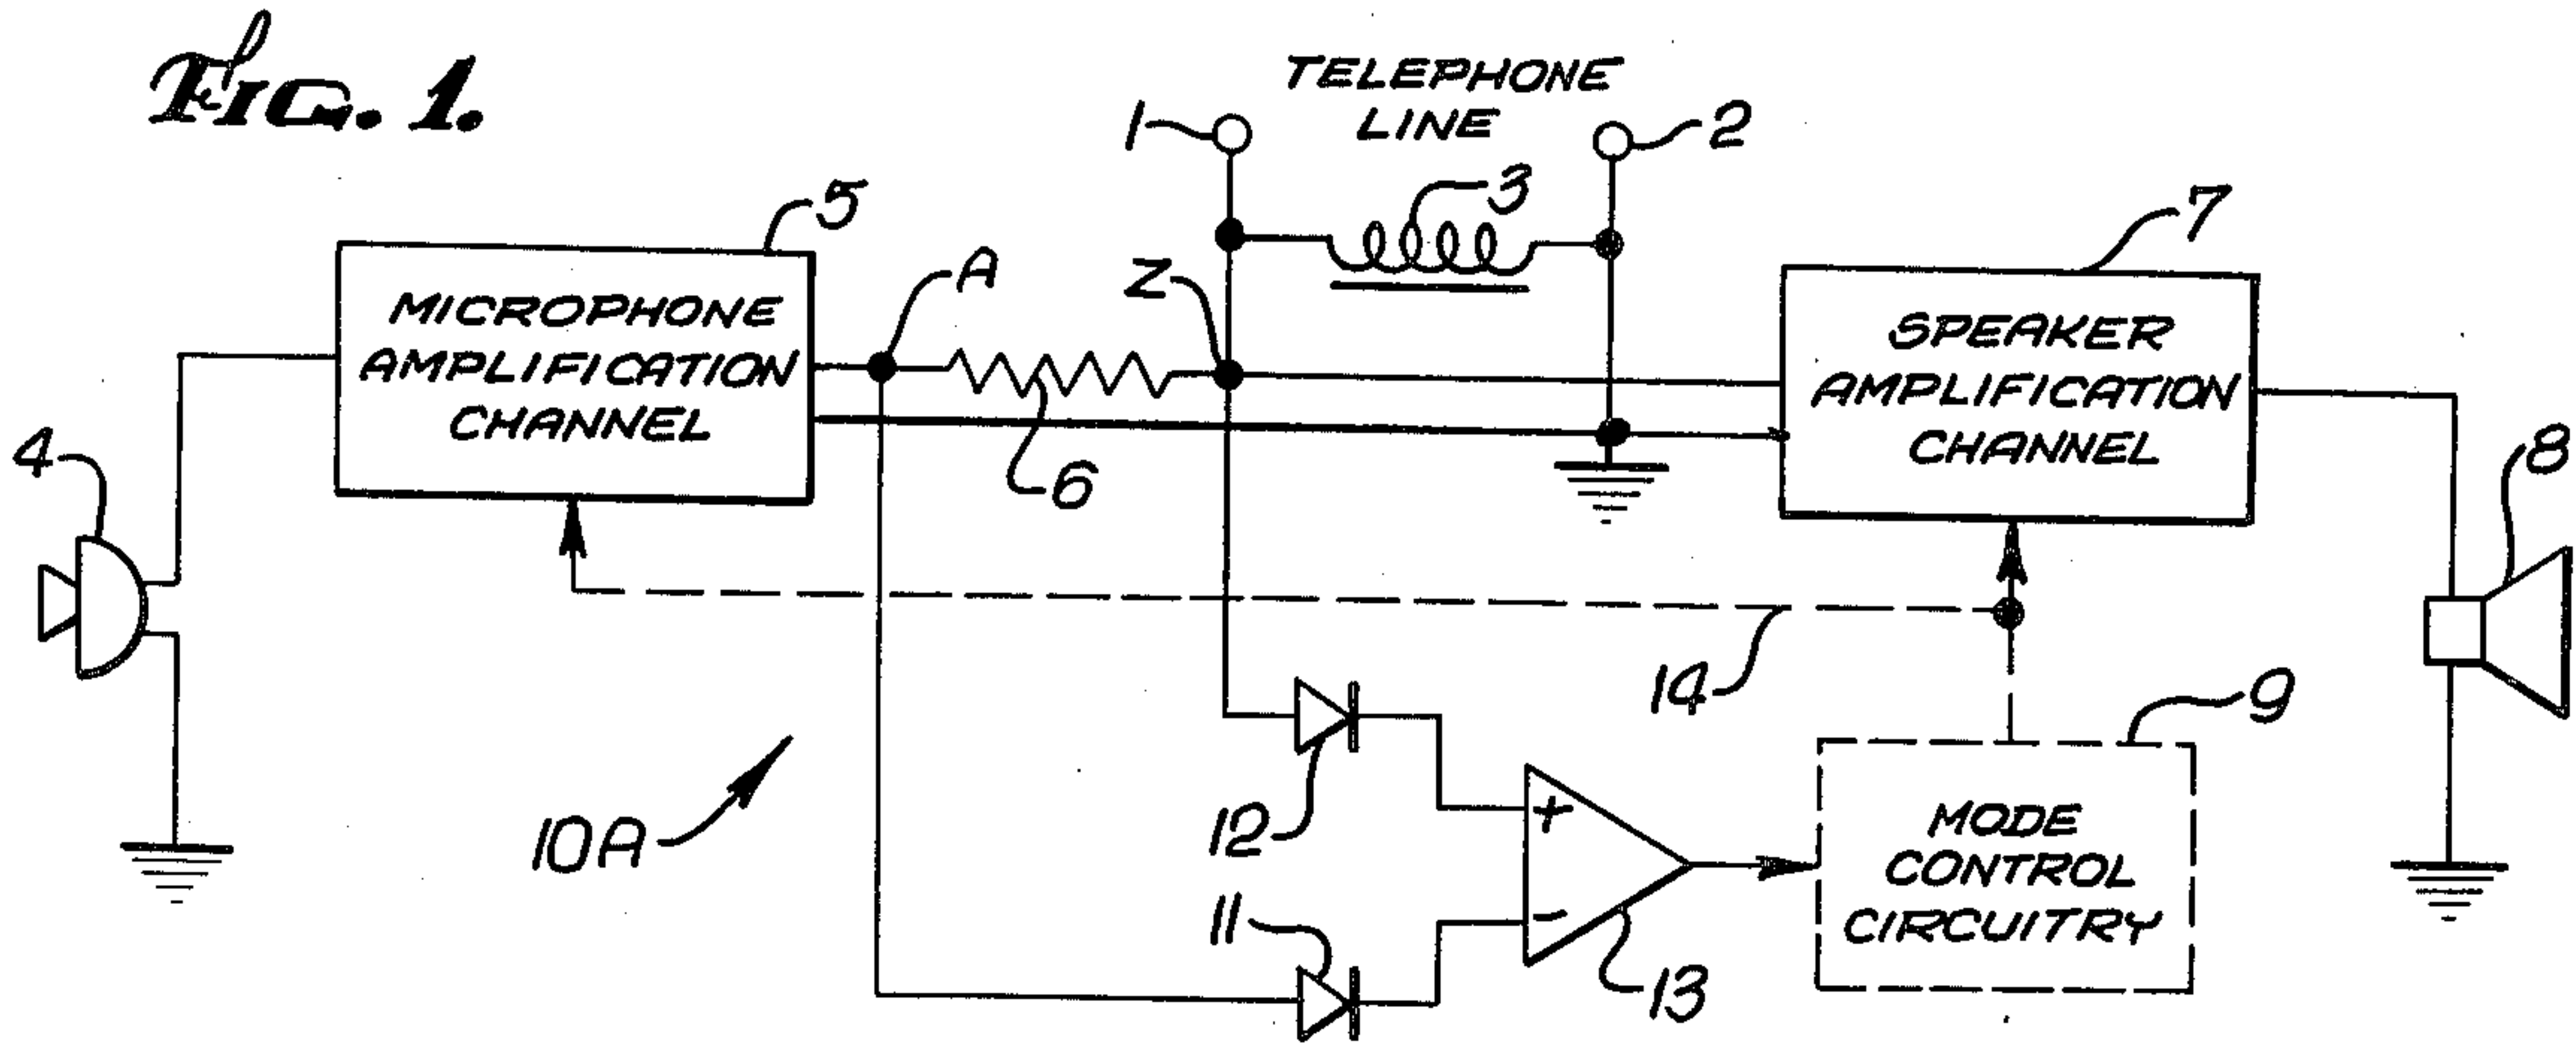 FIG. 1.
TELEPHONE
LINE
1
2
3
5
7
A
Z
MICROPHONE
AMPLIFICATION
CHANNEL
SPEAKER
AMPLIFICATION
CHANNEL
4
6
8
14
9
12
10A
+
-
MODE
CONTROL
CIRCUITRY
11
13